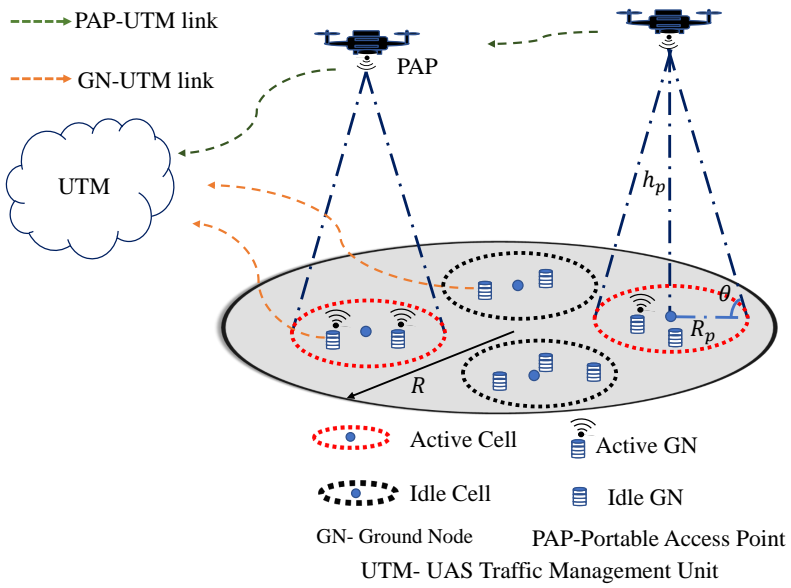 PAP-UTM link
GN-UTM link
PAP
UTM
h_p
θ
R_p
R
Active Cell
Active GN
Idle Cell
Idle GN
GN- Ground Node
PAP-Portable Access Point
UTM- UAS Traffic Management Unit